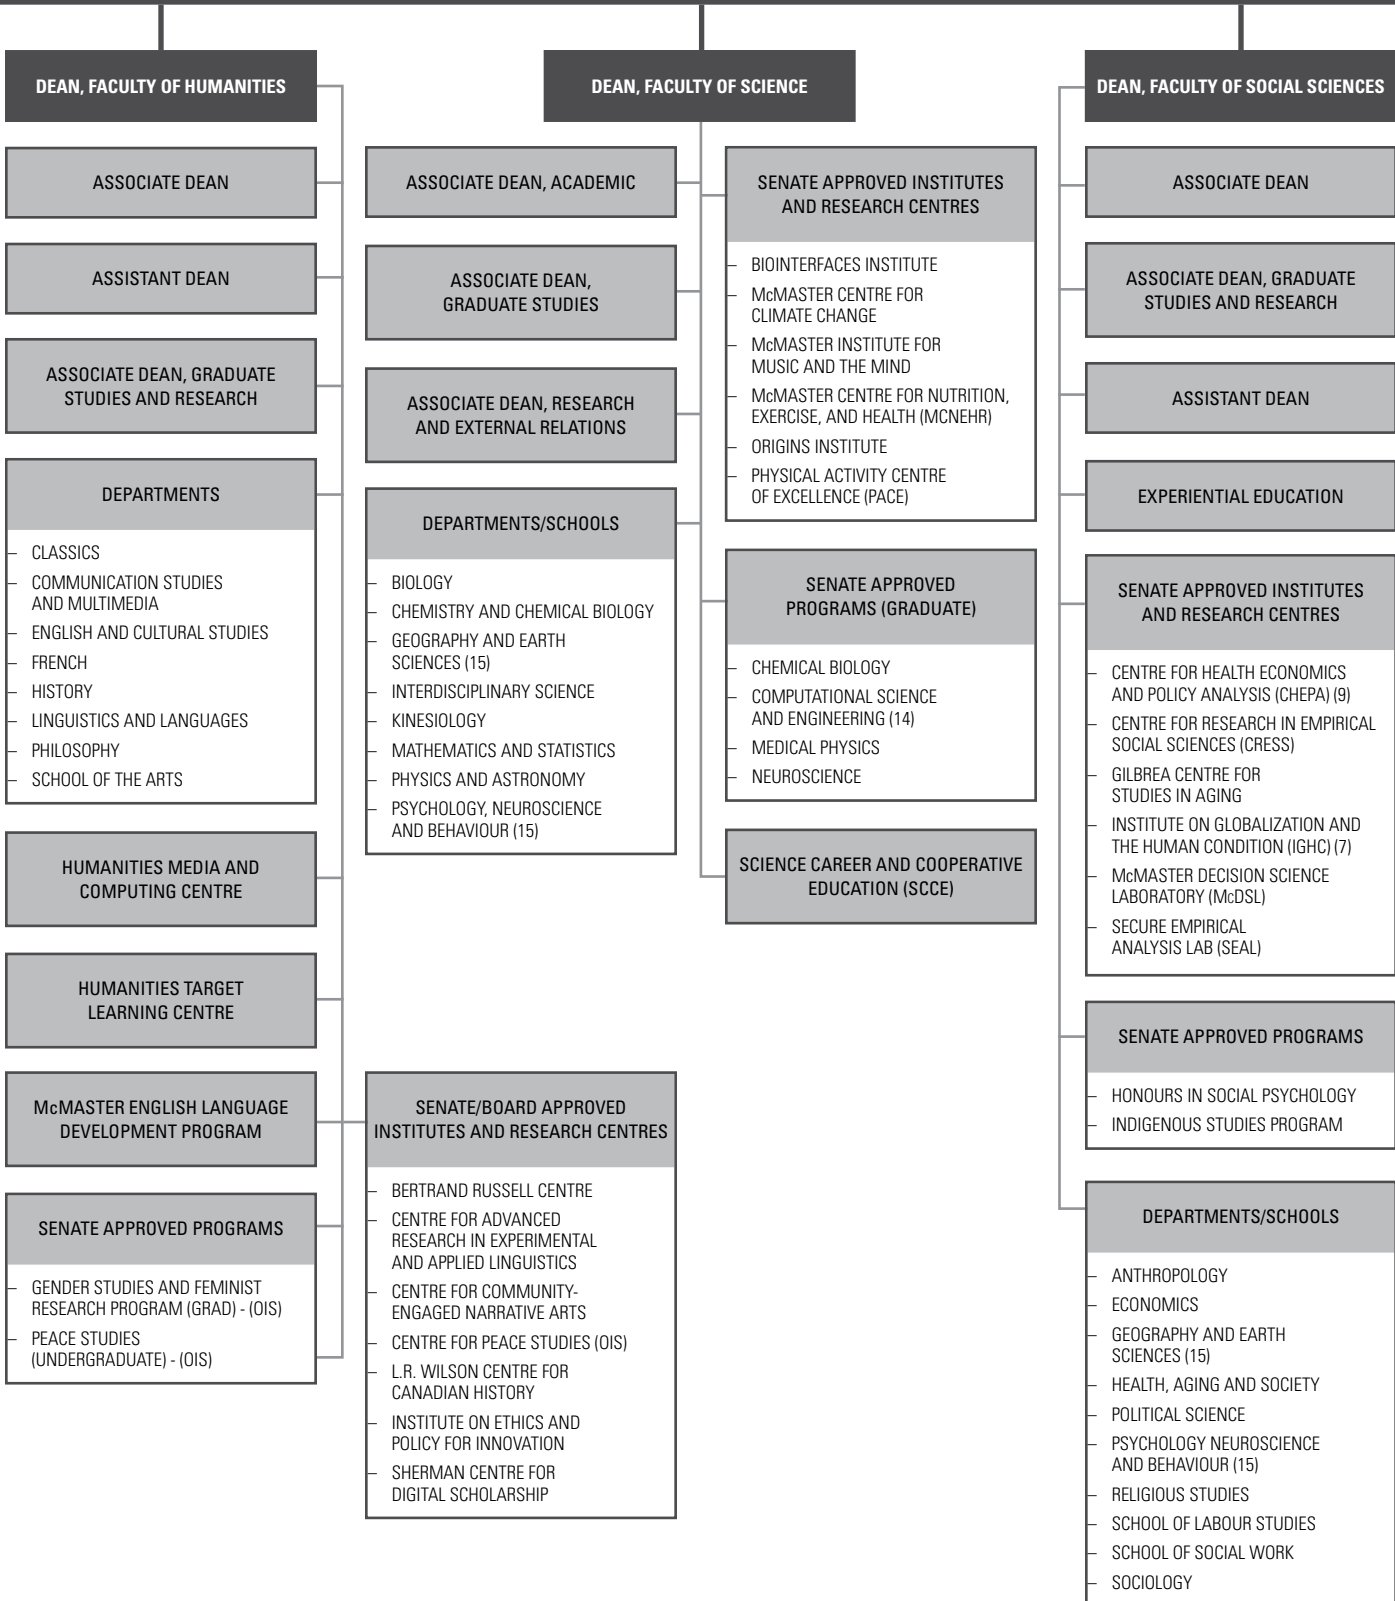 DEAN, FACULTY OF HUMANITIES
ASSOCIATE DEAN
ASSISTANT DEAN
ASSOCIATE DEAN, GRADUATE
STUDIES AND RESEARCH
DEPARTMENTS
– CLASSICS
– COMMUNICATION STUDIES
AND MULTIMEDIA
– ENGLISH AND CULTURAL STUDIES
– FRENCH
– HISTORY
– LINGUISTICS AND LANGUAGES
– PHILOSOPHY
– SCHOOL OF THE ARTS
HUMANITIES MEDIA AND
COMPUTING CENTRE
HUMANITIES TARGET
LEARNING CENTRE
McMASTER ENGLISH LANGUAGE
DEVELOPMENT PROGRAM
SENATE APPROVED PROGRAMS
– GENDER STUDIES AND FEMINIST
RESEARCH PROGRAM (GRAD) - (OIS)
– PEACE STUDIES
(UNDERGRADUATE) - (OIS)
SENATE/BOARD APPROVED
INSTITUTES AND RESEARCH CENTRES
– BERTRAND RUSSELL CENTRE
– CENTRE FOR ADVANCED
RESEARCH IN EXPERIMENTAL
AND APPLIED LINGUISTICS
– CENTRE FOR COMMUNITY-
ENGAGED NARRATIVE ARTS
– CENTRE FOR PEACE STUDIES (OIS)
– L.R. WILSON CENTRE FOR
CANADIAN HISTORY
– INSTITUTE ON ETHICS AND
POLICY FOR INNOVATION
– SHERMAN CENTRE FOR
DIGITAL SCHOLARSHIP
DEAN, FACULTY OF SCIENCE
ASSOCIATE DEAN, ACADEMIC
ASSOCIATE DEAN,
GRADUATE STUDIES
ASSOCIATE DEAN, RESEARCH
AND EXTERNAL RELATIONS
DEPARTMENTS/SCHOOLS
– BIOLOGY
– CHEMISTRY AND CHEMICAL BIOLOGY
– GEOGRAPHY AND EARTH
SCIENCES (15)
– INTERDISCIPLINARY SCIENCE
– KINESIOLOGY
– MATHEMATICS AND STATISTICS
– PHYSICS AND ASTRONOMY
– PSYCHOLOGY, NEUROSCIENCE
AND BEHAVIOUR (15)
SENATE APPROVED INSTITUTES
AND RESEARCH CENTRES
– BIOINTERFACES INSTITUTE
– McMASTER CENTRE FOR
CLIMATE CHANGE
– McMASTER INSTITUTE FOR
MUSIC AND THE MIND
– McMASTER CENTRE FOR NUTRITION,
EXERCISE, AND HEALTH (MCNEHR)
– ORIGINS INSTITUTE
– PHYSICAL ACTIVITY CENTRE
OF EXCELLENCE (PACE)
SENATE APPROVED
PROGRAMS (GRADUATE)
– CHEMICAL BIOLOGY
– COMPUTATIONAL SCIENCE
AND ENGINEERING (14)
– MEDICAL PHYSICS
– NEUROSCIENCE
SCIENCE CAREER AND COOPERATIVE
EDUCATION (SCCE)
DEAN, FACULTY OF SOCIAL SCIENCES
ASSOCIATE DEAN
ASSOCIATE DEAN, GRADUATE
STUDIES AND RESEARCH
ASSISTANT DEAN
EXPERIENTIAL EDUCATION
SENATE APPROVED INSTITUTES
AND RESEARCH CENTRES
– CENTRE FOR HEALTH ECONOMICS
AND POLICY ANALYSIS (CHEPA) (9)
– CENTRE FOR RESEARCH IN EMPIRICAL
SOCIAL SCIENCES (CRESS)
– GILBREA CENTRE FOR
STUDIES IN AGING
– INSTITUTE ON GLOBALIZATION AND
THE HUMAN CONDITION (IGHC) (7)
– McMASTER DECISION SCIENCE
LABORATORY (McDSL)
– SECURE EMPIRICAL
ANALYSIS LAB (SEAL)
SENATE APPROVED PROGRAMS
– HONOURS IN SOCIAL PSYCHOLOGY
– INDIGENOUS STUDIES PROGRAM
DEPARTMENTS/SCHOOLS
– ANTHROPOLOGY
– ECONOMICS
– GEOGRAPHY AND EARTH
SCIENCES (15)
– HEALTH, AGING AND SOCIETY
– POLITICAL SCIENCE
– PSYCHOLOGY NEUROSCIENCE
AND BEHAVIOUR (15)
– RELIGIOUS STUDIES
– SCHOOL OF LABOUR STUDIES
– SCHOOL OF SOCIAL WORK
– SOCIOLOGY